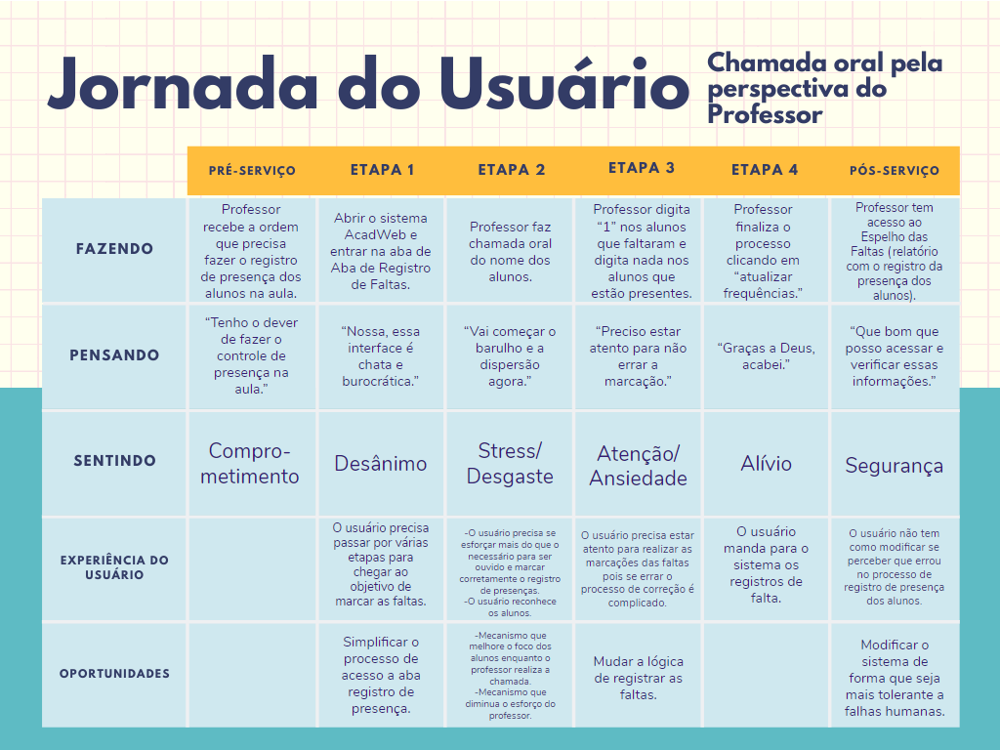 Jornada do Usuário
Chamada oral pela
perspectiva do
Professor
PRÉ-SERVIÇO
ETAPA 1
ETAPA 2
ETAPA 3
ETAPA 4
PÓS-SERVIÇO
FAZENDO
Professor
recebe a ordem
que precisa
fazer o registro
de presença dos
alunos na aula.
Abrir o sistema
AcadWeb e
entrar na aba de
Aba de Registro
de Faltas.
Professor faz
chamada oral
do nome dos
alunos.
Professor digita
“1” nos alunos
que faltaram e
digita nada nos
alunos que
estão presentes.
Professor
finaliza o
processo
clicando em
“atualizar
frequências.”
Professor tem
acesso ao
Espelho das
Faltas (relatório
com o registro da
presença dos
alunos).
PENSANDO
“Tenho o dever
de fazer o
controle de
presença na
aula.”
“Nossa, essa
interface é
chata e
burocrática.”
“Vai começar o
barulho e a
dispersão
agora.”
“Preciso estar
atento para não
errar a
marcação.”
“Graças a Deus,
acabei.”
“Que bom que
posso acessar e
verificar essas
informações.”
SENTINDO
Compro-
metimento
Desânimo
Stress/
Desgaste
Atenção/
Ansiedade
Alívio
Segurança
EXPERIÊNCIA DO
USUÁRIO
O usuário precisa
passar por várias
etapas para
chegar ao
objetivo de
marcar as faltas.
-O usuário precisa se
esforçar mais do que o
necessário para ser
ouvido e marcar
corretamente o registro
de presenças.
-O usuário reconhece
os alunos.
O usuário precisa estar
atento para realizar as
marcações das faltas
pois se errar o
processo de correção é
complicado.
O usuário
manda para o
sistema os
registros de
falta.
O usuário não tem
como modificar se
perceber que errou
no processo de
registro de presença
dos alunos.
OPORTUNIDADES
Simplificar o
processo de
acesso a aba
registro de
presença.
-Mecanismo que
melhore o foco dos
alunos enquanto o
professor realiza a
chamada.
-Mecanismo que
diminua o esforço do
professor.
Mudar a lógica
de registrar as
faltas.
Modificar o
sistema de
forma que seja
mais tolerante a
falhas humanas.